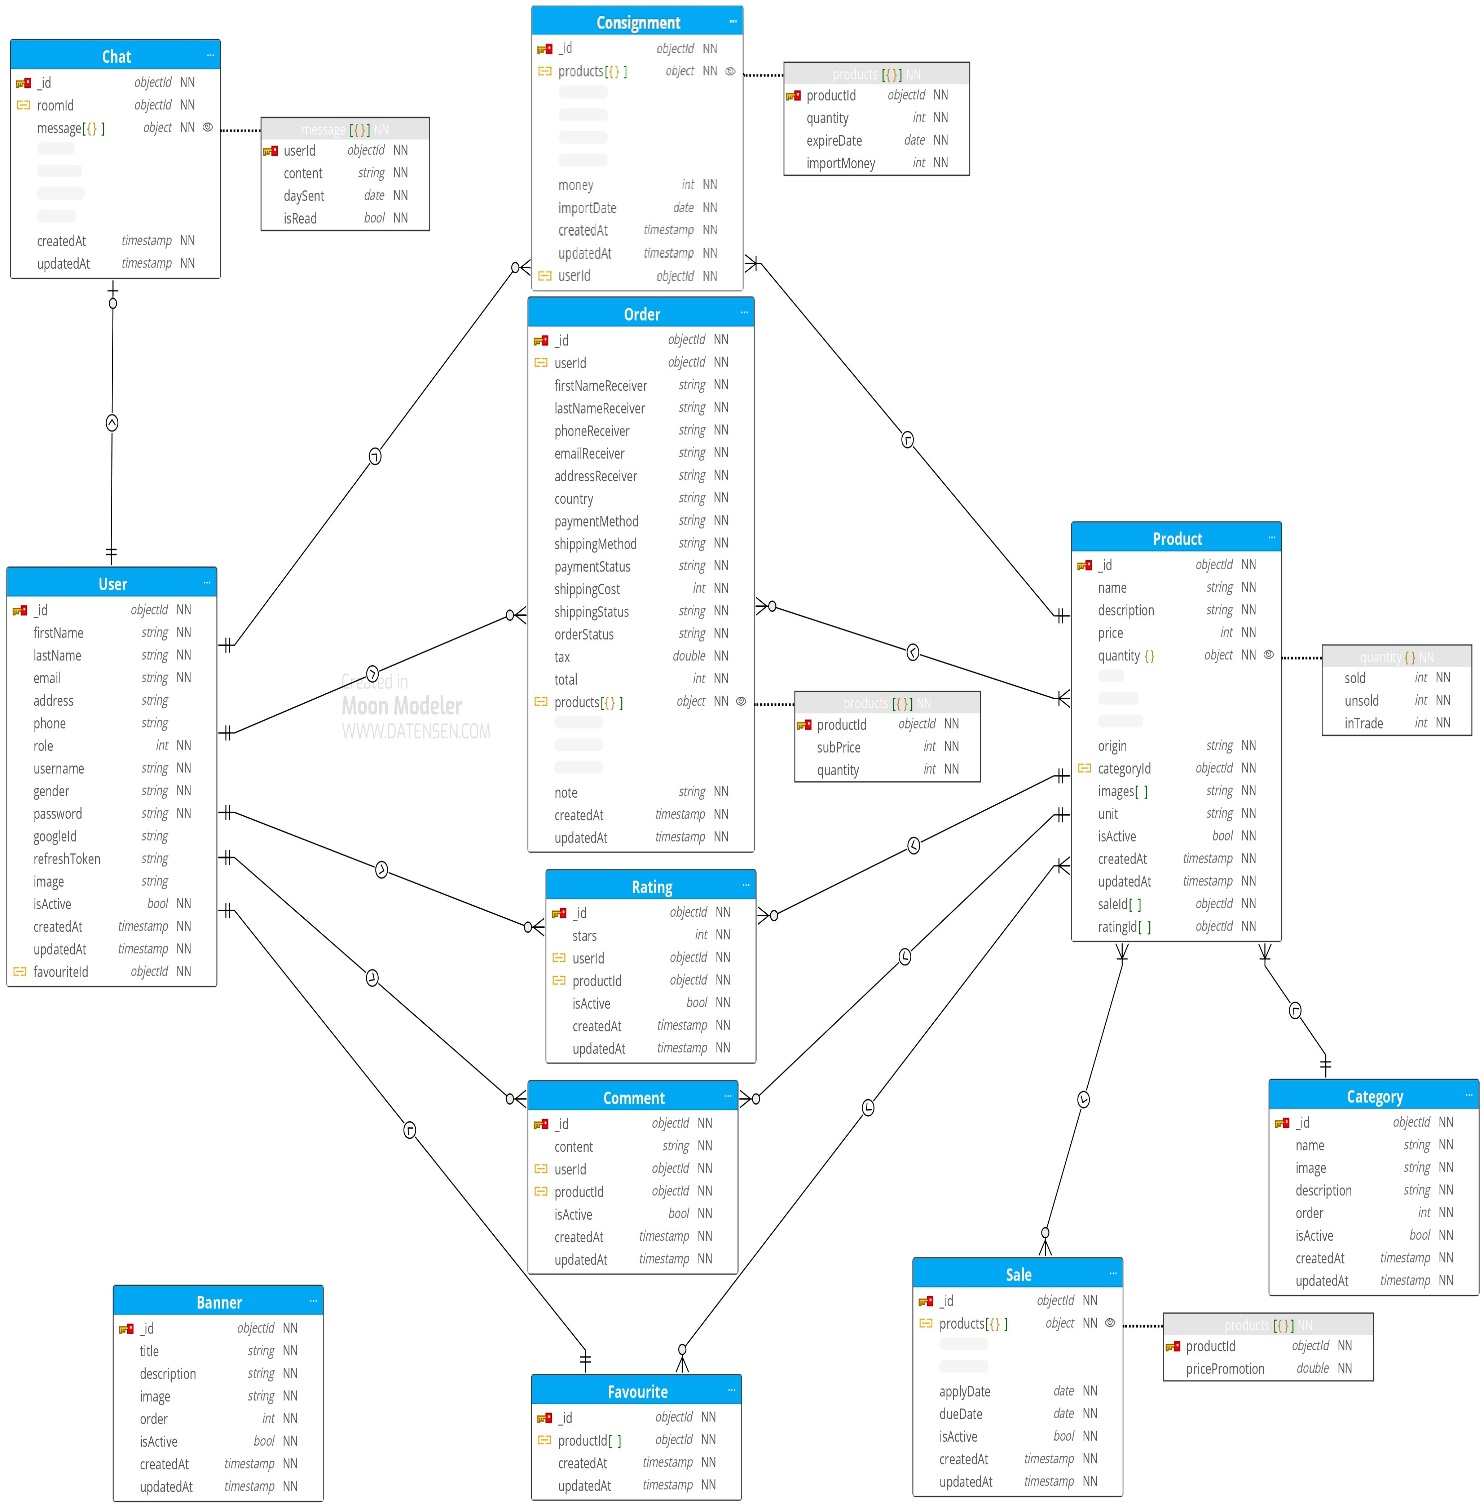 Chat
_id objectId NN
roomId objectId NN
message[{} ] object NN
createdAt timestamp NN
updatedAt timestamp NN
message [{}] NN
userId objectId NN
content string NN
daySent date NN
isRead bool NN
Consignment
_id objectId NN
products[{} ] object NN
money int NN
importDate date NN
createdAt timestamp NN
updatedAt timestamp NN
userId objectId NN
products [{}] NN
productId objectId NN
quantity int NN
expireDate date NN
importMoney int NN
Order
_id objectId NN
userId objectId NN
firstNameReceiver string NN
lastNameReceiver string NN
phoneReceiver string NN
emailReceiver string NN
addressReceiver string NN
country string NN
paymentMethod string NN
shippingMethod string NN
paymentStatus string NN
shippingCost int NN
shippingStatus string NN
orderStatus string NN
tax double NN
total int NN
products[{} ] object NN
note string NN
createdAt timestamp NN
updatedAt timestamp NN
products [{}] NN
productId objectId NN
subPrice int NN
quantity int NN
User
_id objectId NN
firstName string NN
lastName string NN
email string NN
address string
phone string
role int NN
username string NN
gender string NN
password string NN
googleId string
refreshToken string
image string
isActive bool NN
createdAt timestamp NN
updatedAt timestamp NN
favouriteId objectId NN
Created in
Moon Modeler
WWW.DATENSEN.COM
Product
_id objectId NN
name string NN
description string NN
price int NN
quantity {} object NN
origin string NN
categoryId objectId NN
images[ ] string NN
unit string NN
isActive bool NN
createdAt timestamp NN
updatedAt timestamp NN
saleId[ ] objectId NN
ratingId[ ] objectId NN
quantity {} NN
sold int NN
unsold int NN
inTrade int NN
Rating
_id objectId NN
stars int NN
userId objectId NN
productId objectId NN
isActive bool NN
createdAt timestamp NN
updatedAt timestamp NN
Comment
_id objectId NN
content string NN
userId objectId NN
productId objectId NN
isActive bool NN
createdAt timestamp NN
updatedAt timestamp NN
Category
_id objectId NN
name string NN
image string NN
description string NN
order int NN
isActive bool NN
createdAt timestamp NN
updatedAt timestamp NN
Banner
_id objectId NN
title string NN
description string NN
image string NN
order int NN
isActive bool NN
createdAt timestamp NN
updatedAt timestamp NN
Favourite
_id objectId NN
productId[ ] objectId NN
createdAt timestamp NN
updatedAt timestamp NN
Sale
_id objectId NN
products[{} ] object NN
applyDate date NN
dueDate date NN
isActive bool NN
createdAt timestamp NN
updatedAt timestamp NN
products [{}] NN
productId objectId NN
pricePromotion double NN